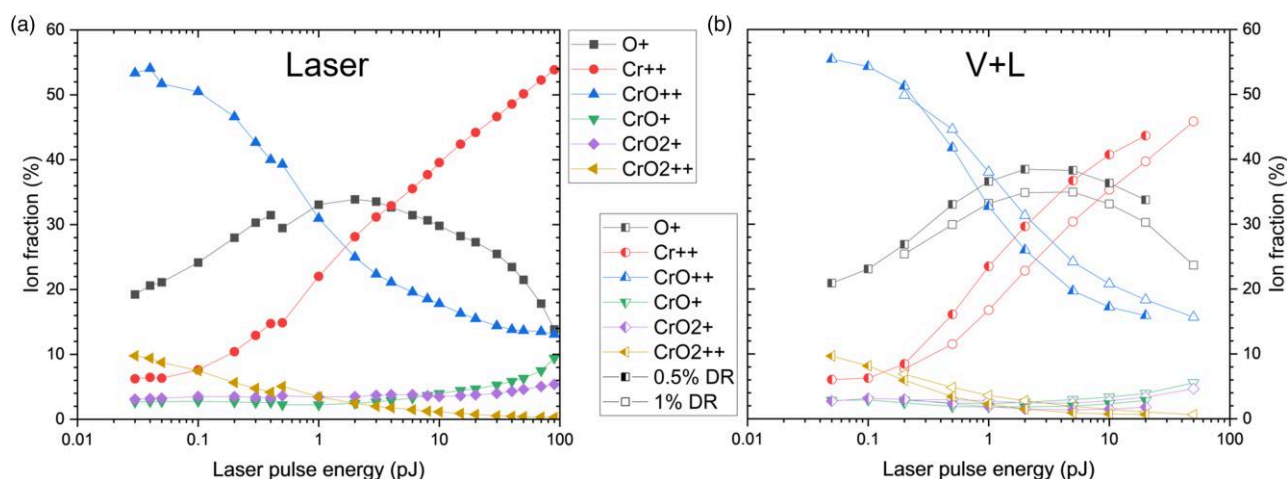 (a)
Laser
60
50
40
30
20
10
0
Ion fraction (%)
0.01
0.1
1
10
100
Laser pulse energy (pJ)
O+
Cr++
CrO++
CrO+
CrO2+
CrO2++
O+
Cr++
CrO++
CrO+
CrO2+
CrO2++
0.5% DR
1% DR
(b)
V+L
0.01
0.1
1
10
100
Laser pulse energy (pJ)
60
50
40
30
20
10
0
Ion fraction (%)